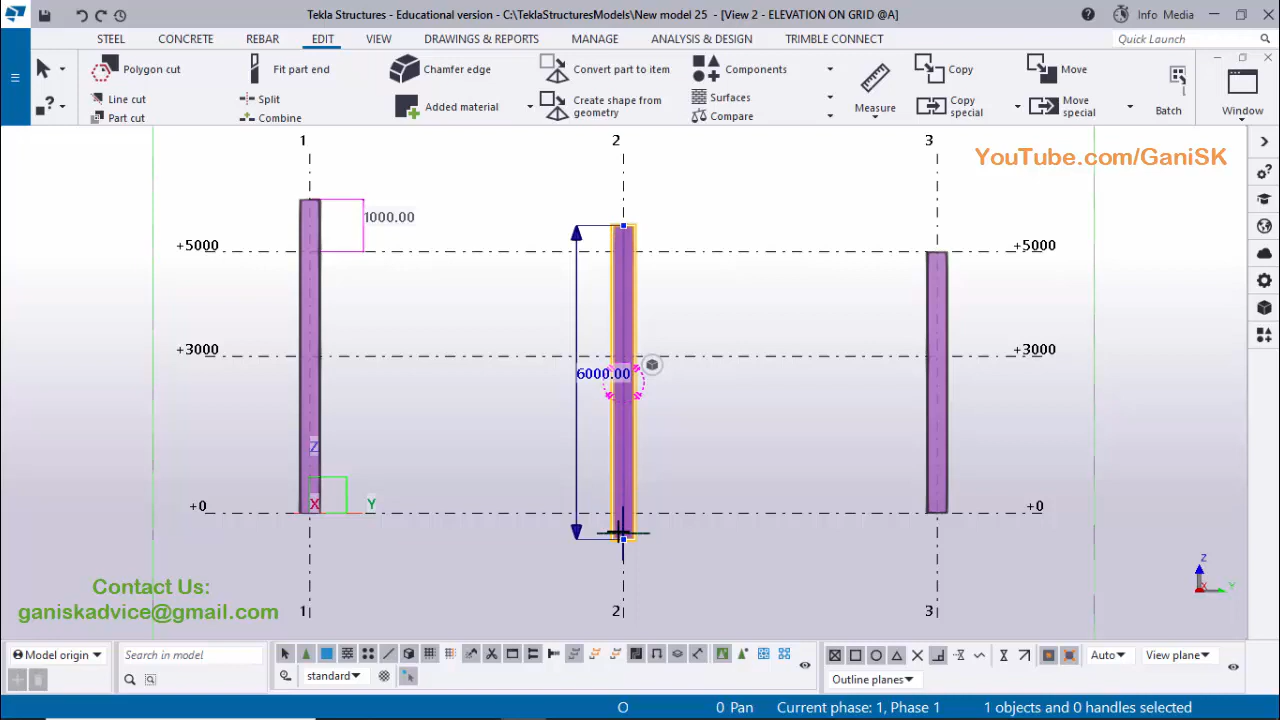 Tekla Structures - Educational version - C:\TeklaStructuresModels\New model 25 - [View 2 - ELEVATION ON GRID @A]
Info Media
STEEL CONCRETE REBAR EDIT VIEW DRAWINGS & REPORTS MANAGE ANALYSIS & DESIGN TRIMBLE CONNECT Quick Launch
Polygon cut Fit part end Chamfer edge Convert part to item Components Copy Move
Line cut Split Added material Create shape from geometry Surfaces Measure Copy special Move special Batch Window
Part cut Combine Compare
1 2 3
YouTube.com/GaniSK
1000.00
+5000 +5000
+3000 +3000
6000.00
Z
X Y
+0 +0
Z
X Y
Contact Us:
ganiskadvice@gmail.com
1 2 3
Model origin Search in model Auto View plane
standard Outline planes
O 0 Pan Current phase: 1, Phase 1 1 objects and 0 handles selected